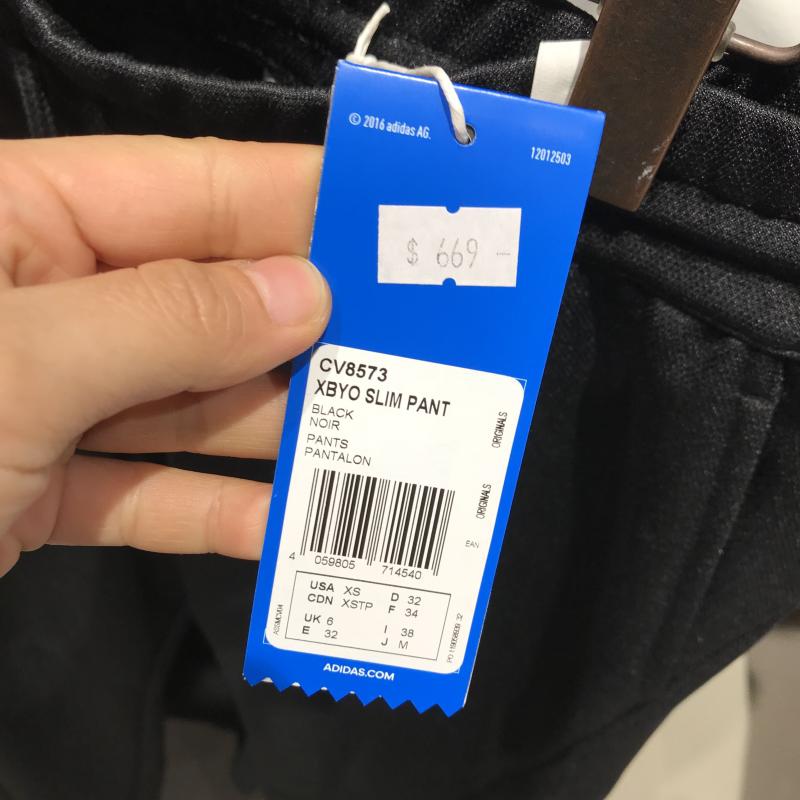 © 2016 adidas AG.
12012503
$ 669 —
CV8573
XBYO SLIM PANT
BLACK
NOIR
PANTS
PANTALON
ORIGINALS
ORIGINALS
EAN
4 059805 714540
USA XS D 32
CDN XSTP F 34
UK 6 I 38
E 32 J M
ADIDAS.COM